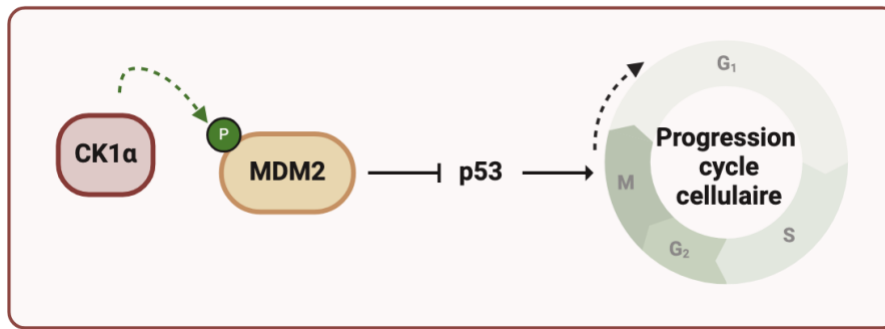 CK1α
P
MDM2
p53
G₁
Progression
cycle
cellulaire
M
S
G₂